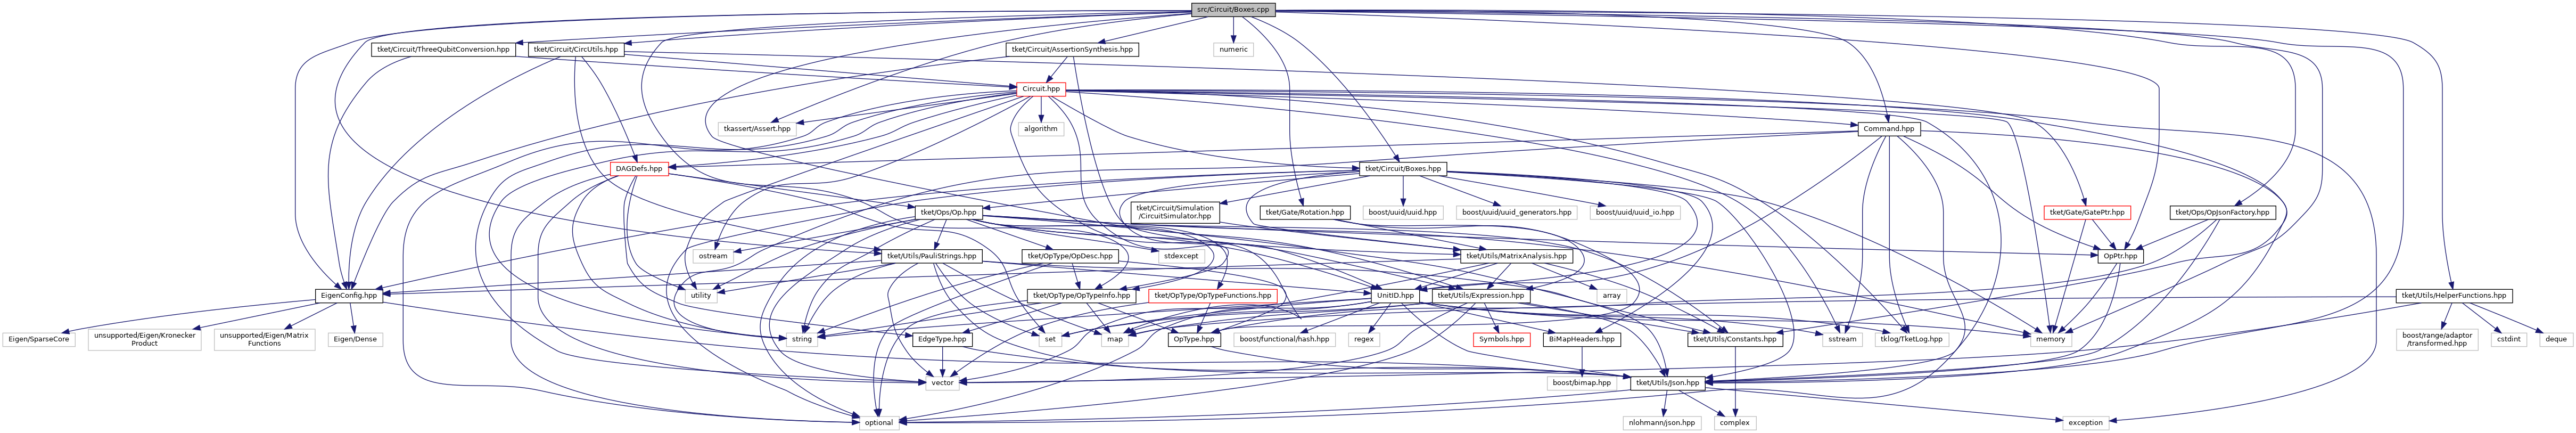 src/Circuit/Boxes.cpp
tket/Circuit/ThreeQubitConversion.hpp
tket/Circuit/CircUtils.hpp
tket/Circuit/AssertionSynthesis.hpp
numeric
Circuit.hpp
tkassert/Assert.hpp
algorithm
Command.hpp
DAGDefs.hpp
tket/Circuit/Boxes.hpp
tket/Ops/Op.hpp
tket/Circuit/Simulation
/CircuitSimulator.hpp
tket/Gate/Rotation.hpp
boost/uuid/uuid.hpp
boost/uuid/uuid_generators.hpp
boost/uuid/uuid_io.hpp
tket/Gate/GatePtr.hpp
tket/Ops/OpJsonFactory.hpp
ostream
tket/Utils/PauliStrings.hpp
tket/OpType/OpDesc.hpp
stdexcept
tket/Utils/MatrixAnalysis.hpp
OpPtr.hpp
EigenConfig.hpp
utility
tket/OpType/OpTypeInfo.hpp
tket/OpType/OpTypeFunctions.hpp
UnitID.hpp
tket/Utils/Expression.hpp
array
tket/Utils/HelperFunctions.hpp
Eigen/SparseCore
unsupported/Eigen/Kronecker
Product
unsupported/Eigen/Matrix
Functions
Eigen/Dense
string
EdgeType.hpp
set
map
OpType.hpp
boost/functional/hash.hpp
regex
Symbols.hpp
BiMapHeaders.hpp
tket/Utils/Constants.hpp
sstream
tklog/TketLog.hpp
memory
boost/range/adaptor
/transformed.hpp
cstdint
deque
vector
boost/bimap.hpp
tket/Utils/Json.hpp
optional
nlohmann/json.hpp
complex
exception